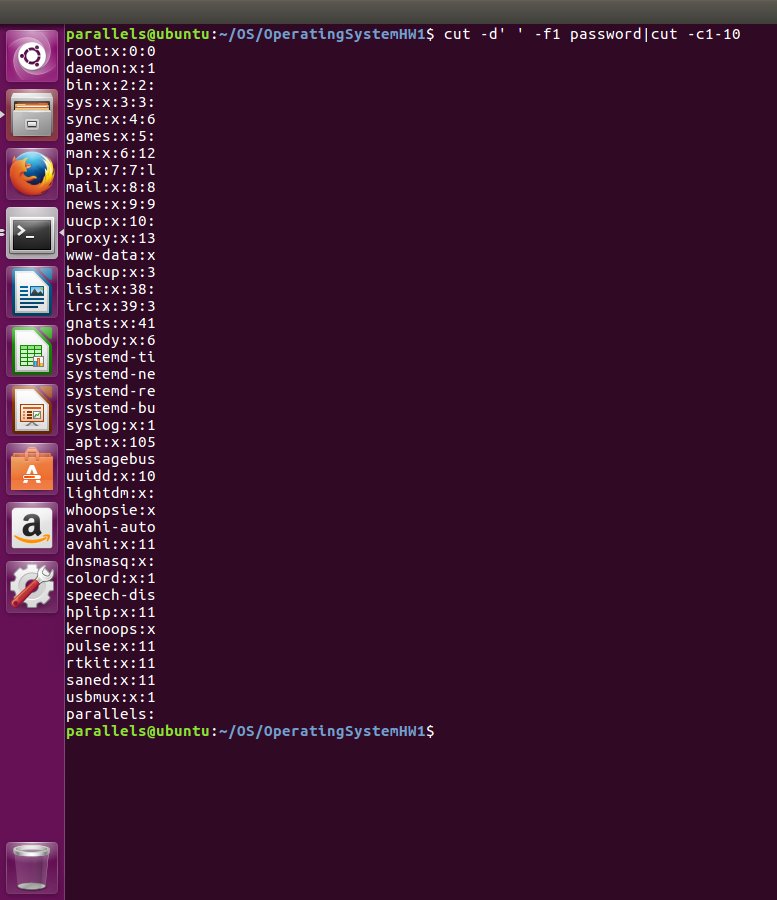 parallels@ubuntu:~/OS/OperatingSystemHW1$ cut -d' ' -f1 password|cut -c1-10
root:x:0:0
daemon:x:1
bin:x:2:2:
sys:x:3:3:
sync:x:4:6
games:x:5:
man:x:6:12
lp:x:7:7:l
mail:x:8:8
news:x:9:9
uucp:x:10:
proxy:x:13
www-data:x
backup:x:3
list:x:38:
irc:x:39:3
gnats:x:41
nobody:x:6
systemd-ti
systemd-ne
systemd-re
systemd-bu
syslog:x:1
_apt:x:105
messagebus
uuidd:x:10
lightdm:x:
whoopsie:x
avahi-auto
avahi:x:11
dnsmasq:x:
colord:x:1
speech-dis
hplip:x:11
kernoops:x
pulse:x:11
rtkit:x:11
saned:x:11
usbmux:x:1
parallels:
parallels@ubuntu:~/OS/OperatingSystemHW1$